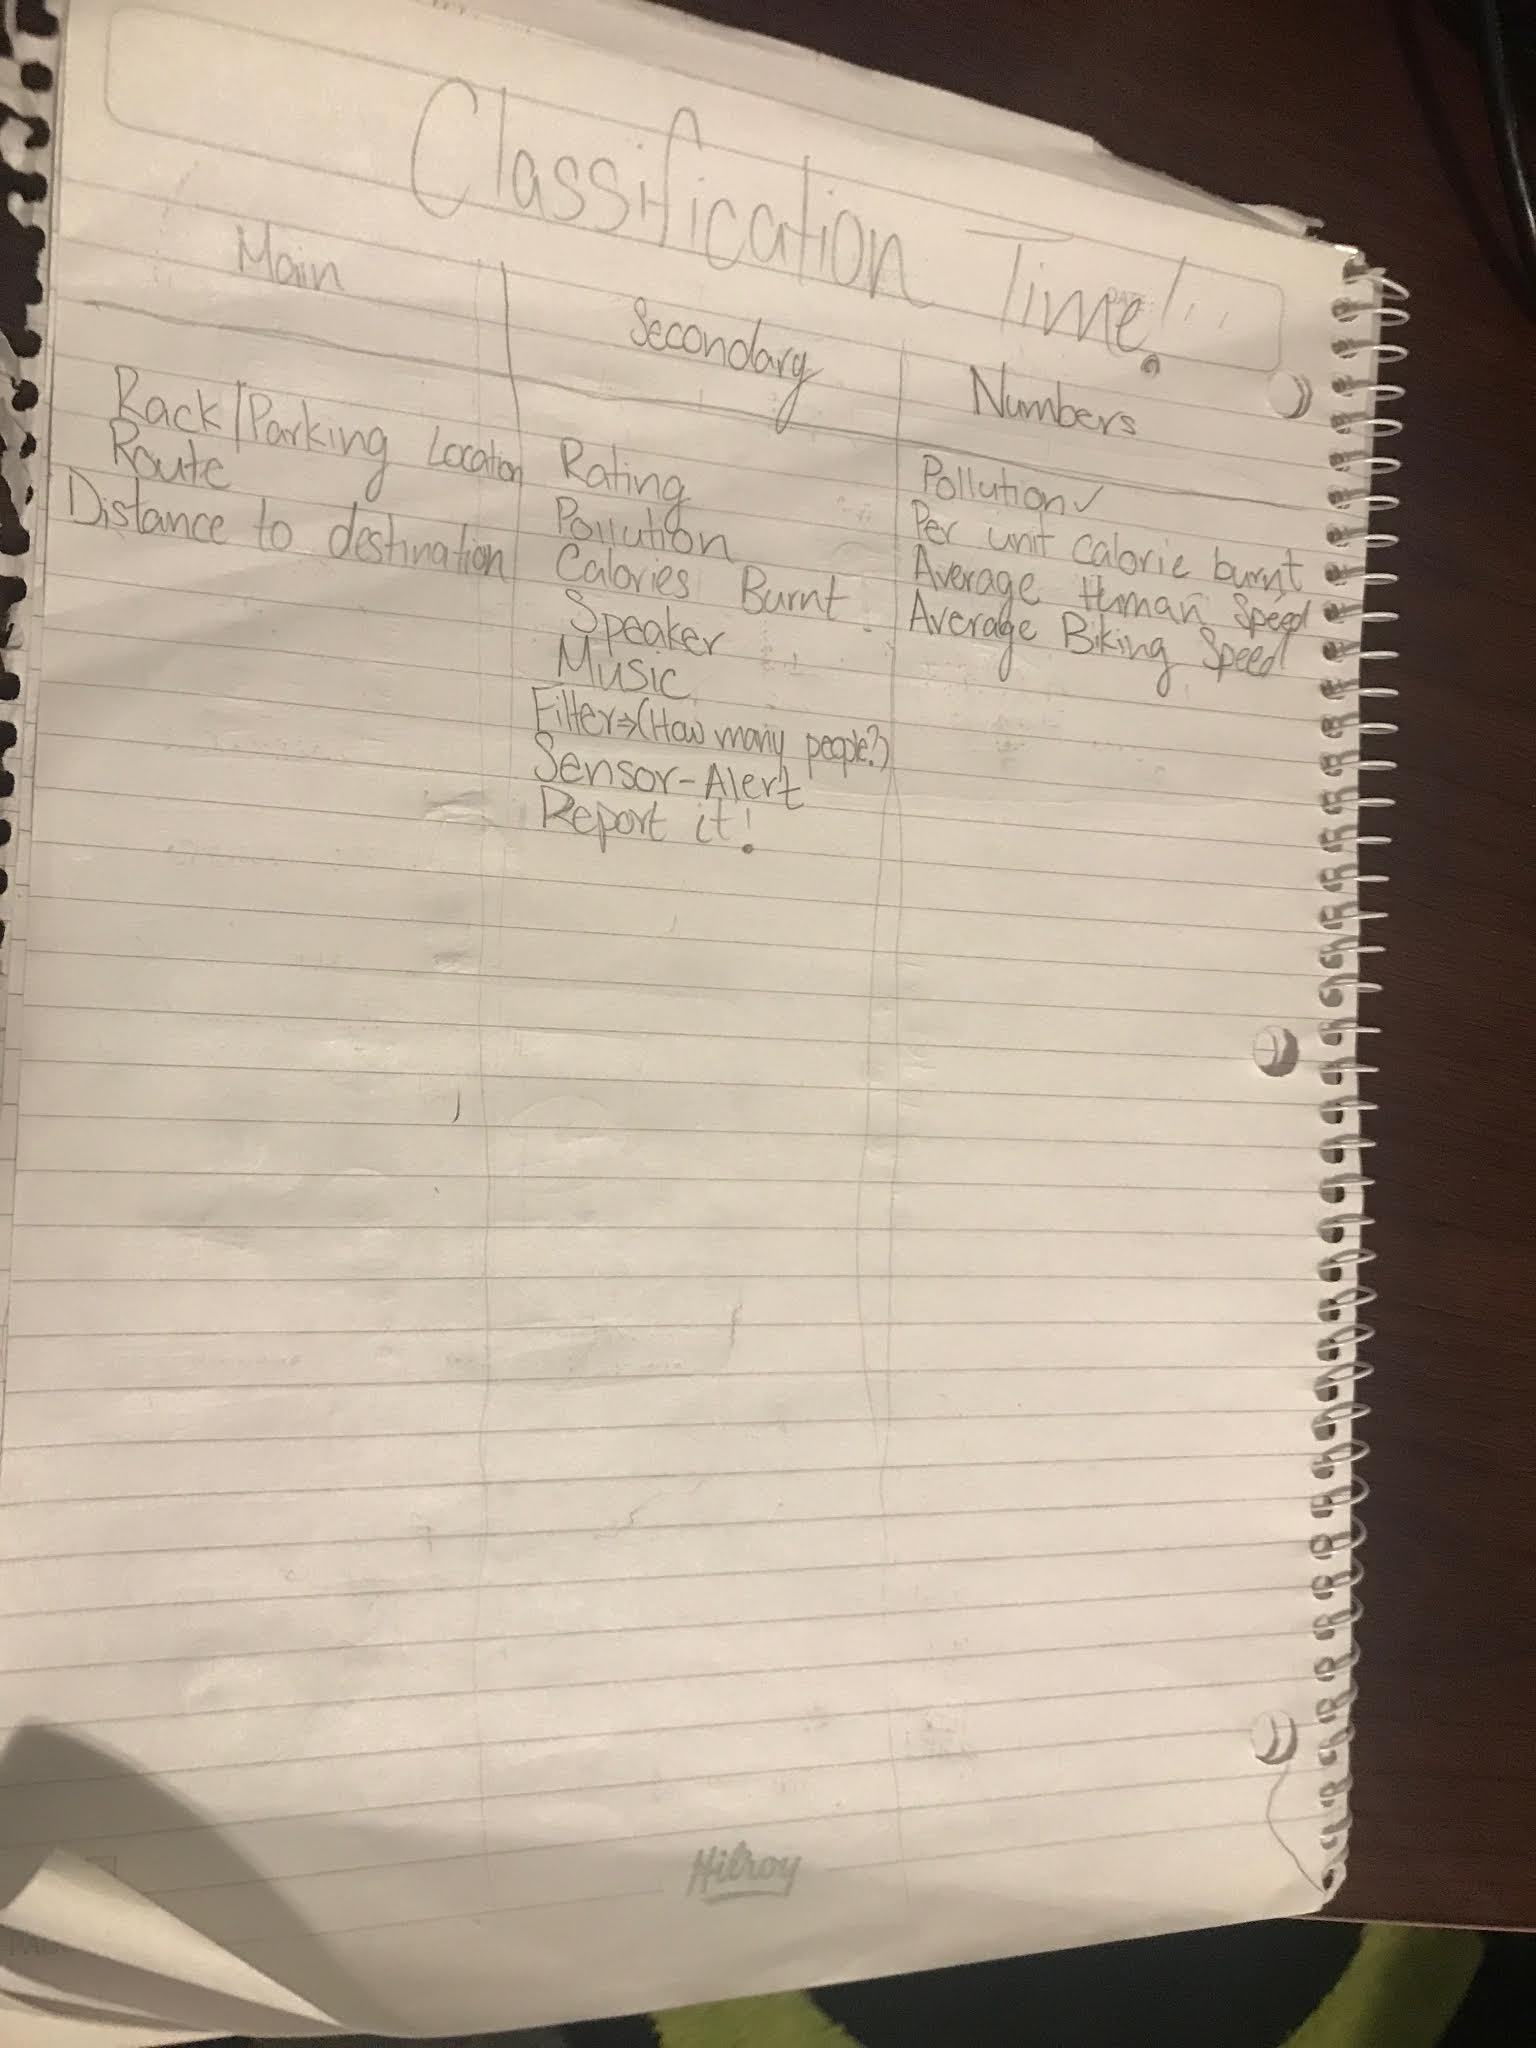 Classification Time!
Main
Secondary
Numbers
Rack/Parking Location
Route
Distance to destination
Rating
Pollution
Calories Burnt
Speaker
Music
Filter⇒(How many people?)
Sensor-Alert
Report it!
Pollution✓
Per unit calorie burnt
Average Human Speed
Average Biking Speed
Hilroy